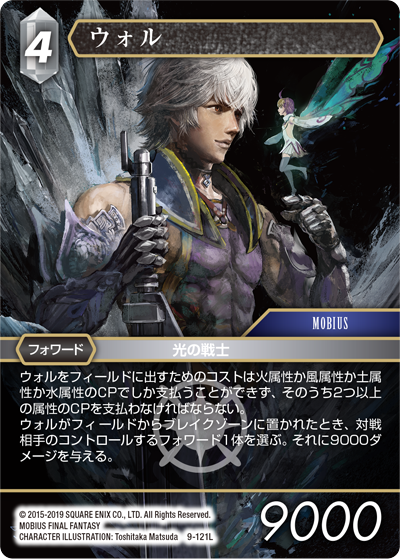 4
ウォル
MOBIUS
フォワード
光の戦士
ウォルをフィールドに出すためのコストは火属性か風属性か土属
性か水属性のCPでしか支払うことができず、そのうち2つ以上
の属性のCPを支払わなければならない。
ウォルがフィールドからブレイクゾーンに置かれたとき、対戦
相手のコントロールするフォワード1体を選ぶ。それに9000ダ
メージを与える。
© 2015-2019 SQUARE ENIX CO., LTD. All Rights Reserved.
MOBIUS FINAL FANTASY
CHARACTER ILLUSTRATION: Toshitaka Matsuda 9-121L
9000